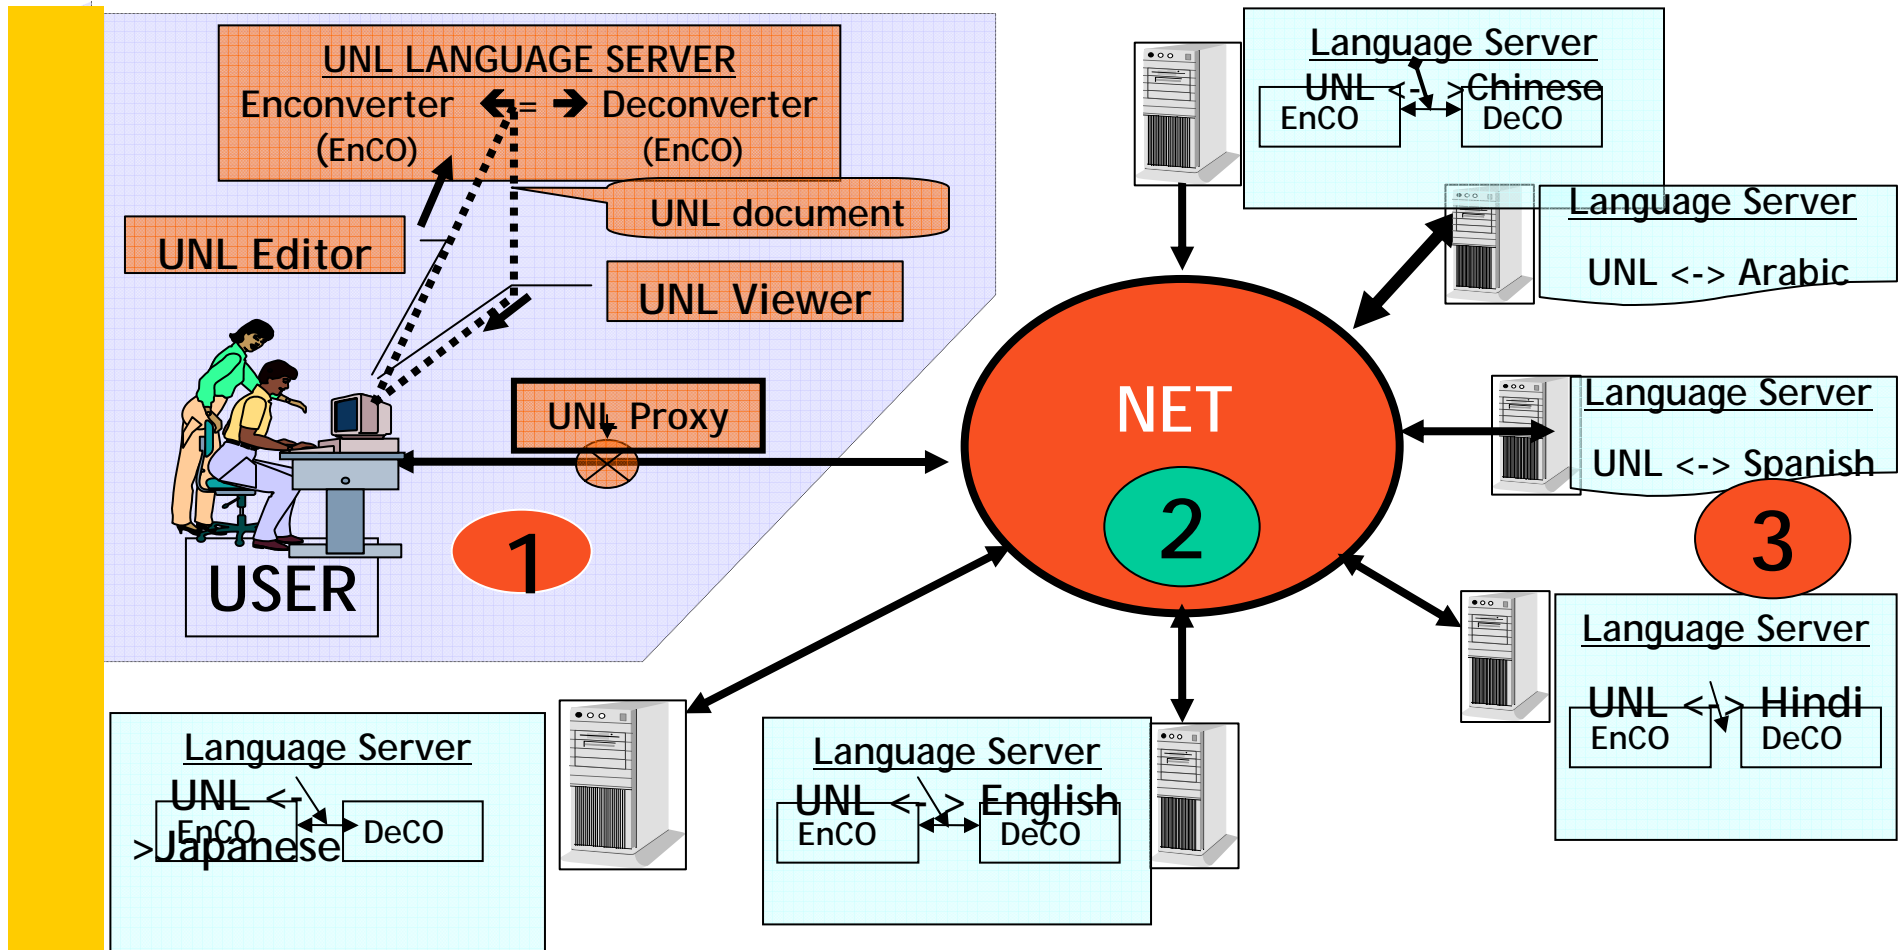 UNL LANGUAGE SERVER
Enconverter = Deconverter
(EnCO) (EnCO)
UNL document
UNL Editor
UNL Viewer
UNL Proxy
1
USER
NET
2
3
Language Server
UNL <- >Chinese
EnCO DeCO
Language Server
UNL <-> Arabic
Language Server
UNL <-> Spanish
Language Server
UNL <-> Hindi
EnCO DeCO
Language Server
UNL <-
>Japanese
EnCO DeCO
Language Server
UNL <- > English
EnCO DeCO